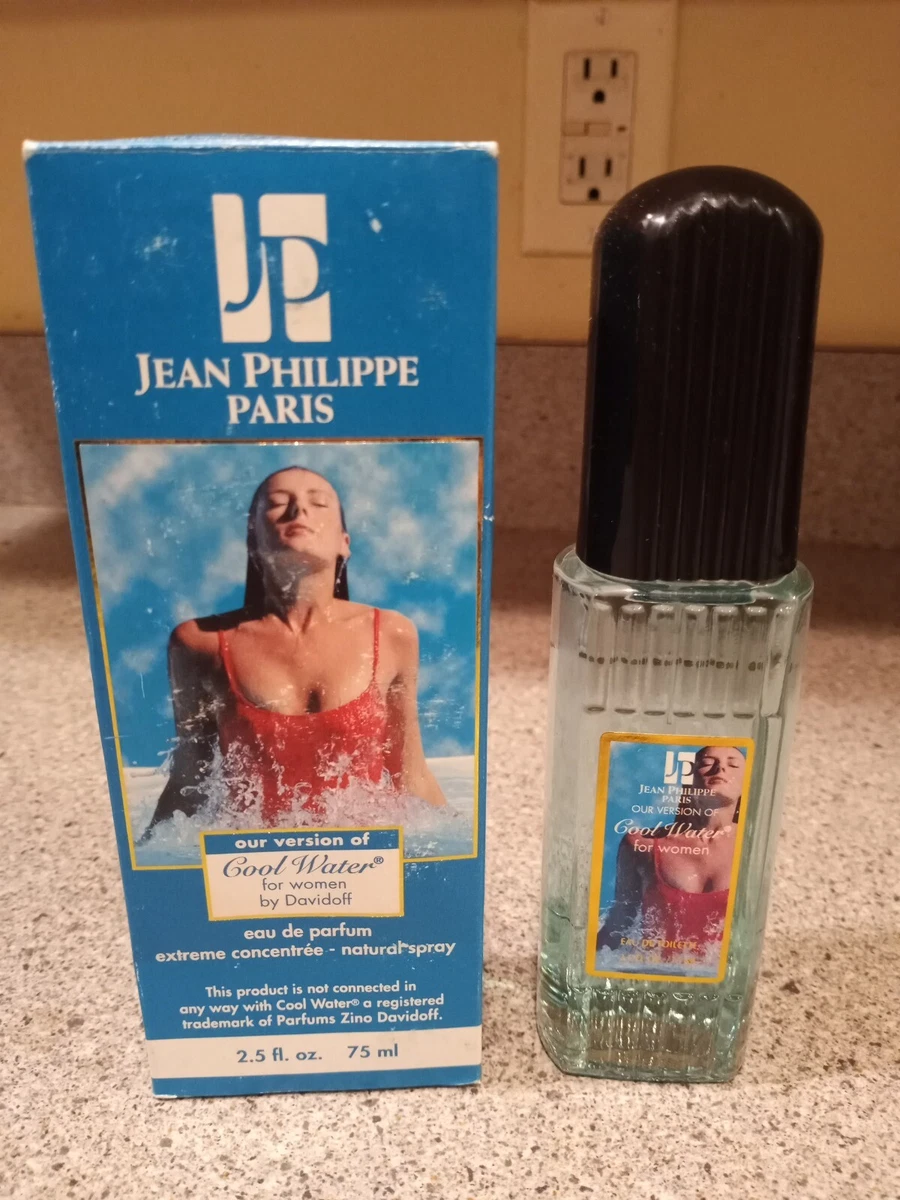 JP
JEAN PHILIPPE
PARIS
our version of
Cool Water®
for women
by Davidoff
eau de parfum
extreme concentrée - natural spray
This product is not connected in
any way with Cool Water® a registered
trademark of Parfums Zino Davidoff.
2.5 fl. oz. 75 ml
JP
JEAN PHILIPPE
PARIS
OUR VERSION OF
Cool Water®
for women
EAU DE TOILETTE